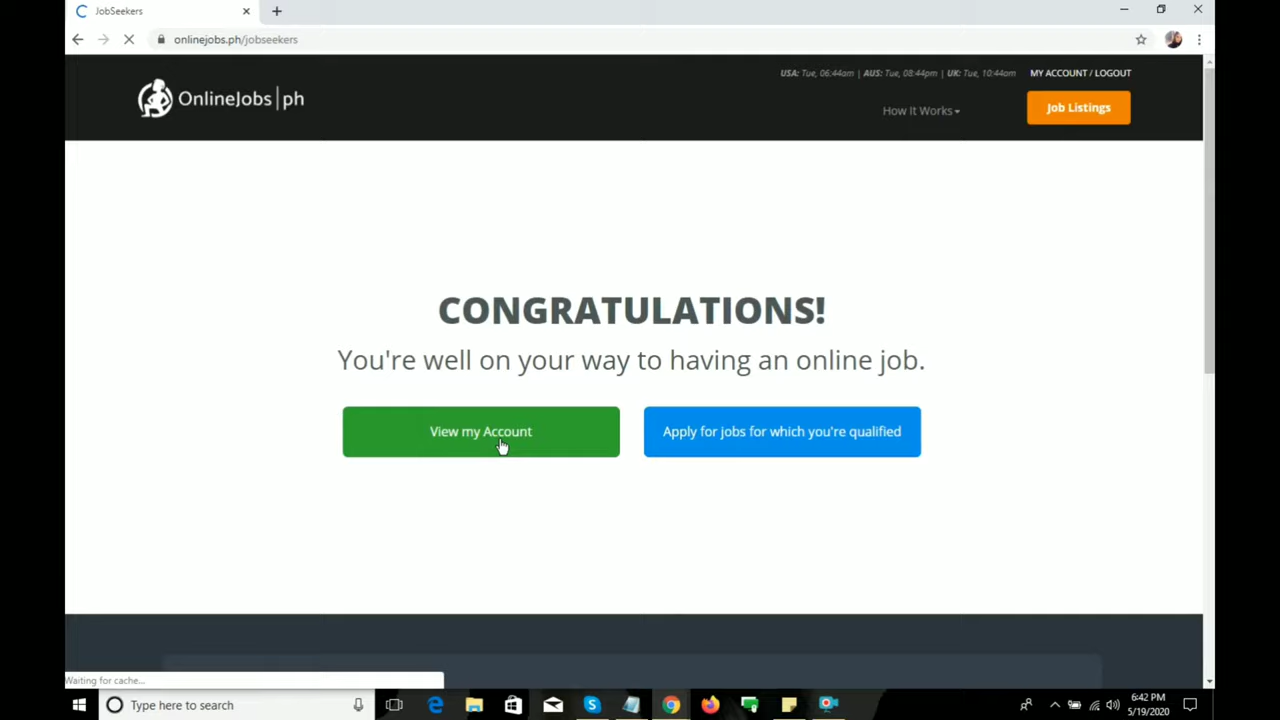 JobSeekers
onlinejobs.ph/jobseekers
USA: Tue, 06:44am | AUS: Tue, 08:44pm | UK: Tue, 10:44am MY ACCOUNT / LOGOUT
OnlineJobs|ph
How It Works
Job Listings
CONGRATULATIONS!
You're well on your way to having an online job.
View my Account
Apply for jobs for which you're qualified
Waiting for cache...
Type here to search
6:42 PM
5/19/2020